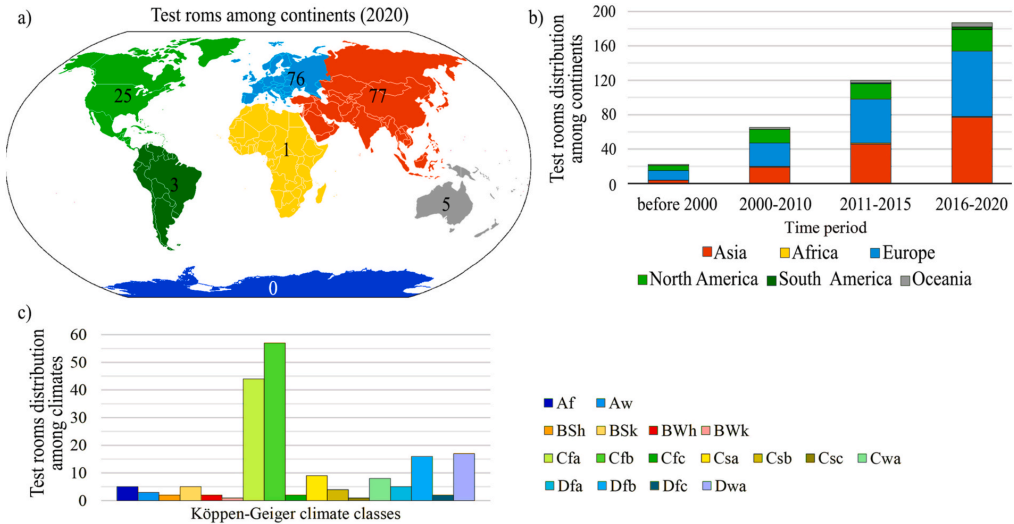 a)
Test roms among continents (2020)
25
76
77
1
3
5
0
b)
Test rooms distribution
among continents
200
160
120
80
40
0
before 2000
2000-2010
2011-2015
2016-2020
Time period
Asia
Africa
Europe
North America
South America
Oceania
c)
Test rooms distribution
among climates
60
50
40
30
20
10
0
Köppen-Geiger climate classes
Af Aw
BSh BSk BWh BWk
Cfa Cfb Cfc Csa Csb Csc Cwa
Dfa Dfb Dfc Dwa